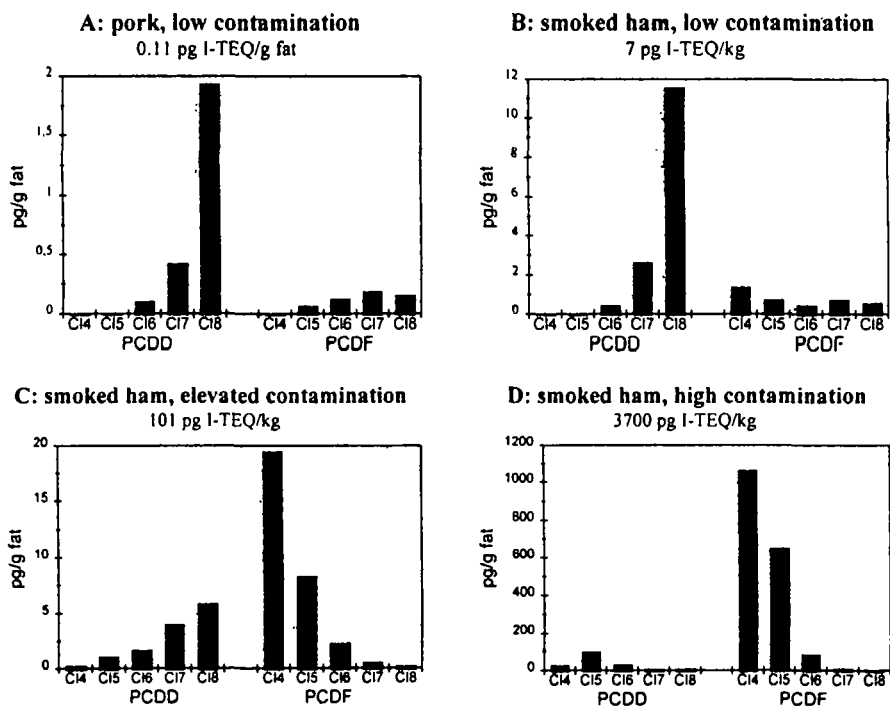 A: pork, low contamination
0.11 pg I-TEQ/g fat
2
1,5
1
0,5
0
pg/g fat
Cl4 Cl5 Cl6 Cl7 Cl8 Cl4 Cl5 Cl6 Cl7 Cl8
PCDD PCDF
B: smoked ham, low contamination
7 pg I-TEQ/kg
12
10
8
6
4
2
0
pg/g fat
Cl4 Cl5 Cl6 Cl7 Cl8 Cl4 Cl5 Cl6 Cl7 Cl8
PCDD PCDF
C: smoked ham, elevated contamination
101 pg I-TEQ/kg
20
15
10
5
0
pg/g fat
Cl4 Cl5 Cl6 Cl7 Cl8 Cl4 Cl5 Cl6 Cl7 Cl8
PCDD PCDF
D: smoked ham, high contamination
3700 pg I-TEQ/kg
1200
1000
800
600
400
200
0
pg/g fat
Cl4 Cl5 Cl6 Cl7 Cl8 Cl4 Cl5 Cl6 Cl7 Cl8
PCDD PCDF